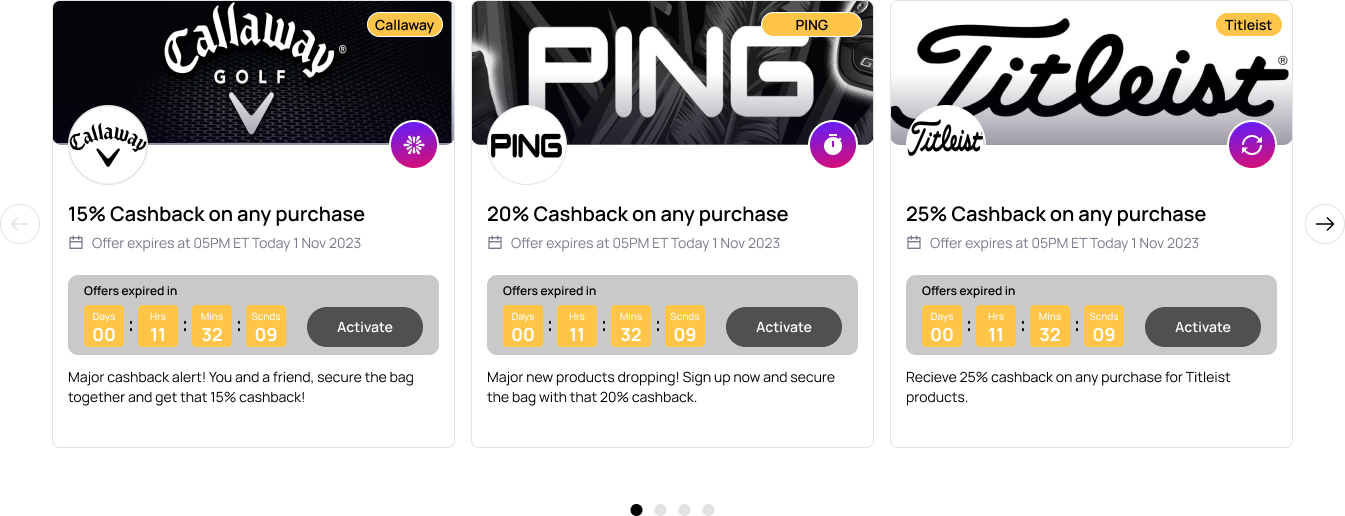 Callaway®
GOLF
Callaway
Callaway
15% Cashback on any purchase
Offer expires at 05PM ET Today 1 Nov 2023
Offers expired in
Days Hrs Mins Scnds
00 : 11 : 32 : 09
Activate
Major cashback alert! You and a friend, secure the bag
together and get that 15% cashback!
PING
PING
G
PING
20% Cashback on any purchase
Offer expires at 05PM ET Today 1 Nov 2023
Offers expired in
Days Hrs Mins Scnds
00 : 11 : 32 : 09
Activate
Major new products dropping! Sign up now and secure
the bag with that 20% cashback.
Titleist®
Titleist
Titleist
25% Cashback on any purchase
Offer expires at 05PM ET Today 1 Nov 2023
Offers expired in
Days Hrs Mins Scnds
00 : 11 : 32 : 09
Activate
Recieve 25% cashback on any purchase for Titleist
products.